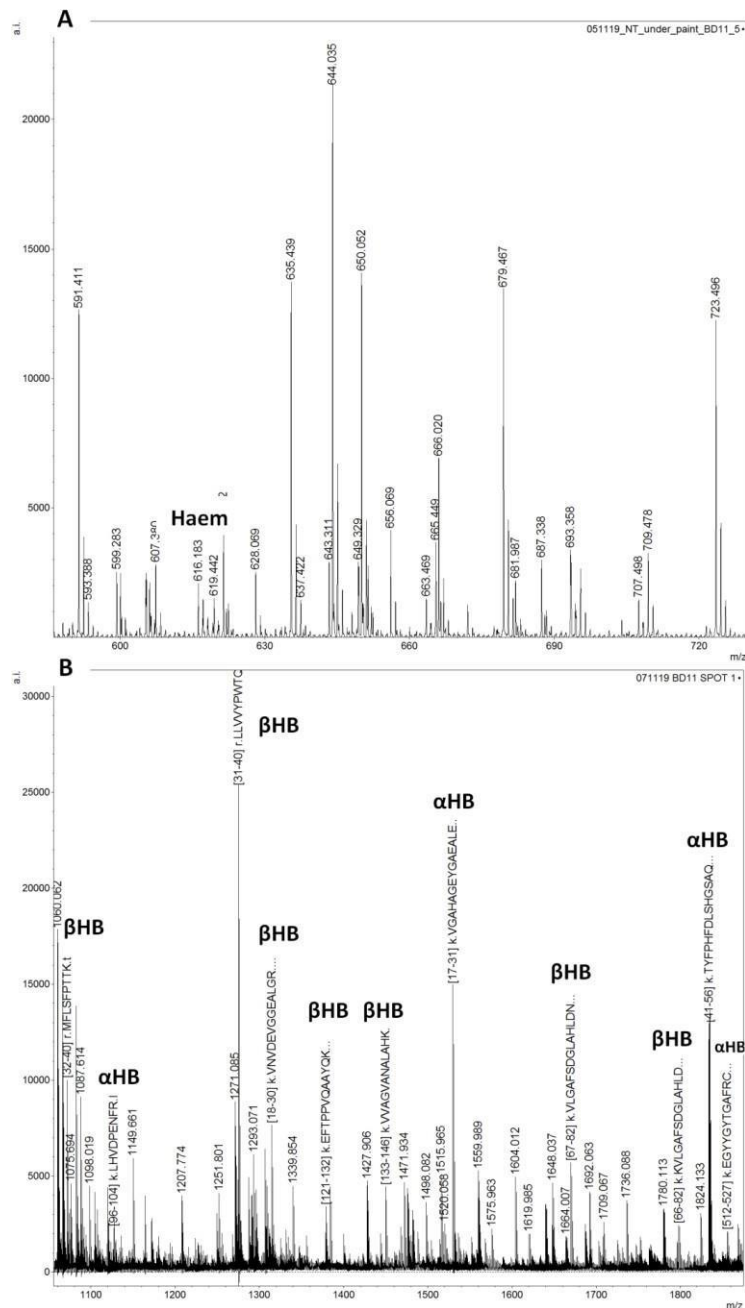 A
a.i.
051119_NT_under_paint_BD11_5
644.035
20000
15000
650.052
635.439
679.467
591.411
723.496
10000
666.020
5000
Haem
656.069
665.449
593.388
599.283
607.380
616.183
619.442
2
628.069
637.422
643.311
649.329
663.469
681.987
687.338
693.358
707.498
709.478
0
600
630
660
690
720
m/z
B
a.i.
071119 BD11 SPOT 1
30000
[31-40] r.LLVVYPWTQ
βHB
25000
αHB
αHB
20000
1060.062
βHB
[32-40] r.MFLSFPTTK.t
βHB
[18-30] k.VNVDEVGGEALGR....
[17-31] k.VGAHAGEYGAEALE...
[41-56] k.TYFPHFDLSHGSAQ...
15000
βHB
βHB
βHB
βHB
αHB
αHB
[121-132] k.EFTPPVQAAYQK...
[133-146] k.VVAGVANALAHK.
[67-82] k.VLGAFSDGLAHLDN...
[66-82] k.KVLGAFSDGLAHLD...
[512-527] k.EGYYGYTGAFRC...
[96-104] k.LHVDPENFR.l
10000
1075.694
1087.614
1098.019
1149.661
1207.774
1251.801
1271.085
1293.071
1339.854
1427.906
1471.934
1498.082
1515.965
1520.058
1559.989
1575.963
1604.012
1619.985
1648.037
1664.007
1692.063
1709.067
1736.088
1780.113
1824.133
5000
0
1100
1200
1300
1400
1500
1600
1700
1800
m/z